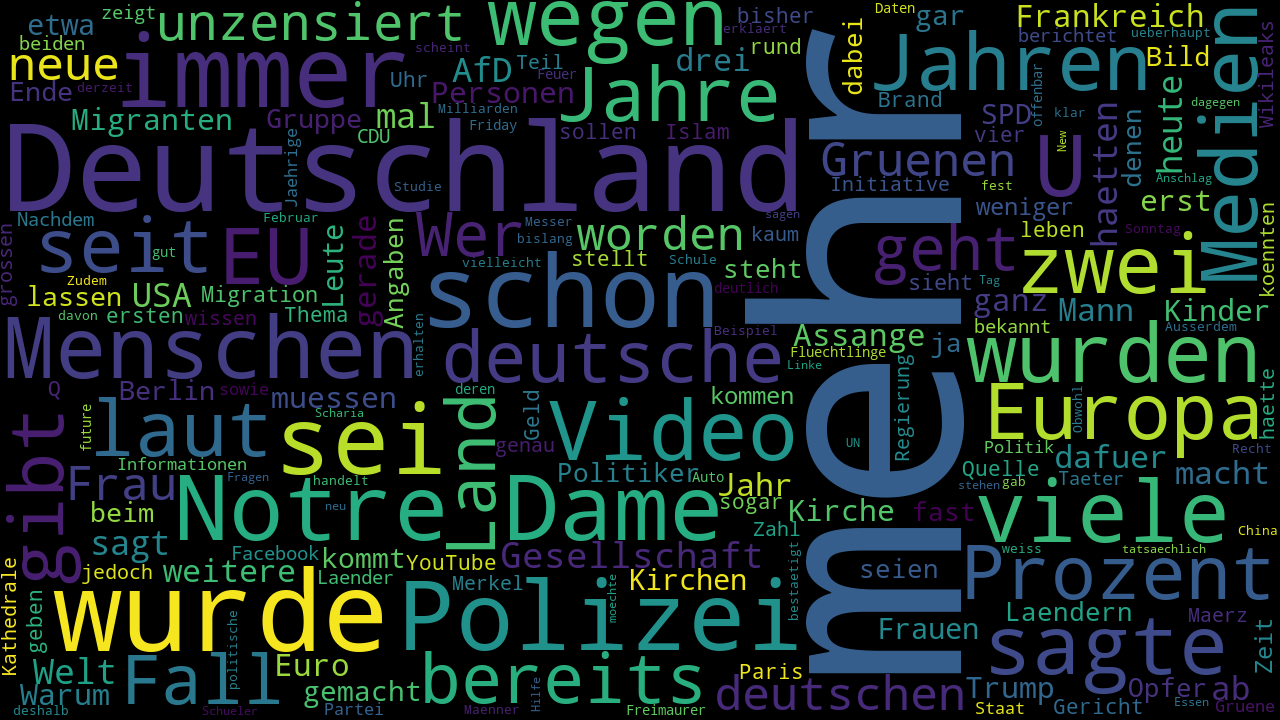 etwa
zeigt
unzensiert
wegen
bisher
erklaert
Daten
gar
Frankreich
ueberhaupt
beiden
neue
immer
scheint
AfD
Teil
Feuer
drei
rund
dabei
Jahren
berichtet
Bild
Medien
Wikileaks
Ende
derzeit
Uhr
Personen
Milliarden
Jahre
Brand
SPD
offenbar
klar
heute
dagegen
Migranten
Gruppe
mal
CDU
Friday
sollen
Islam
vier
New
U
haetten
denen
Deutschland
Jaehrige
Studie
mehr
Gruenen
Initiative
fest
Anschlag
erst
Nachdem
Februar
Wer
Messer
bislang
worden
sagen
kaum
weniger
leben
Sonntag
grossen
seit
gut
EU
Leute
gerade
Angaben
vielleicht
stellt
Schule
steht
geht
sieht
Tag
zwei
koennten
Zudem
lassen
USA
Migration
schon
deutlich
ganz
Mann
Kinder
davon
ersten
wissen
Thema
Beispiel
Assange
ja
bekannt
Ausserdem
Menschen
erhalten
deutsche
Fluechtlinge
Linke
Regierung
wurden
Q
Berlin
sowie
muessen
deren
kommen
haette
future
laut
Scharia
sei
Land
Geld
Video
UN
Obwohl
Europa
gibt
Informationen
genau
Politik
dafuer
Recht
Frau
Fragen
handelt
Politiker
Auto
Jahr
Quelle
Taeter
macht
neu
Notre
Dame
sogar
stehen
gab
viele
beim
Kirche
fast
China
sagt
Zahl
Facebook
kommt
YouTube
Gesellschaft
bestaetigt
weiss
tatsaechlich
Kathedrale
jedoch
weitere
Laender
Merkel
moechte
Kirchen
seien
Prozent
geben
wurde
Polizei
Laendern
Maerz
politische
Frauen
sagte
Zeit
Welt
Fall
Euro
bereits
Paris
warum
gemacht
Hilfe
deutschen
Trump
Opfer
ab
deshalb
Schueler
Partei
Maenner
Freimaurer
Staat
Gericht
Essen
Gruene